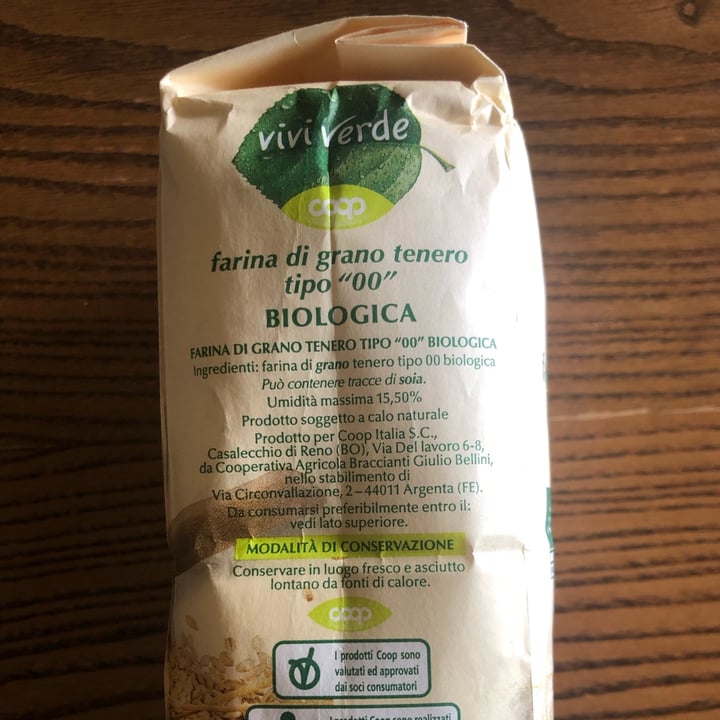 vivi verde
coop
farina di grano tenero
tipo “00”
BIOLOGICA
FARINA DI GRANO TENERO TIPO “00” BIOLOGICA
Ingredienti: farina di grano tenero tipo 00 biologica
Può contenere tracce di soia.
Umidità massima 15,50%
Prodotto soggetto a calo naturale
Prodotto per Coop Italia S.C.,
Casalecchio di Reno (BO), Via Del lavoro 6-8,
da Cooperativa Agricola Braccianti Giulio Bellini,
nello stabilimento di
Via Circonvallazione, 2 – 44011 Argenta (FE).
Da consumarsi preferibilmente entro il:
vedi lato superiore.
MODALITÀ DI CONSERVAZIONE
Conservare in luogo fresco e asciutto
lontano da fonti di calore.
coop
I prodotti Coop sono
valutati ed approvati
dai soci consumatori
I prodotti Coop sono realizzati